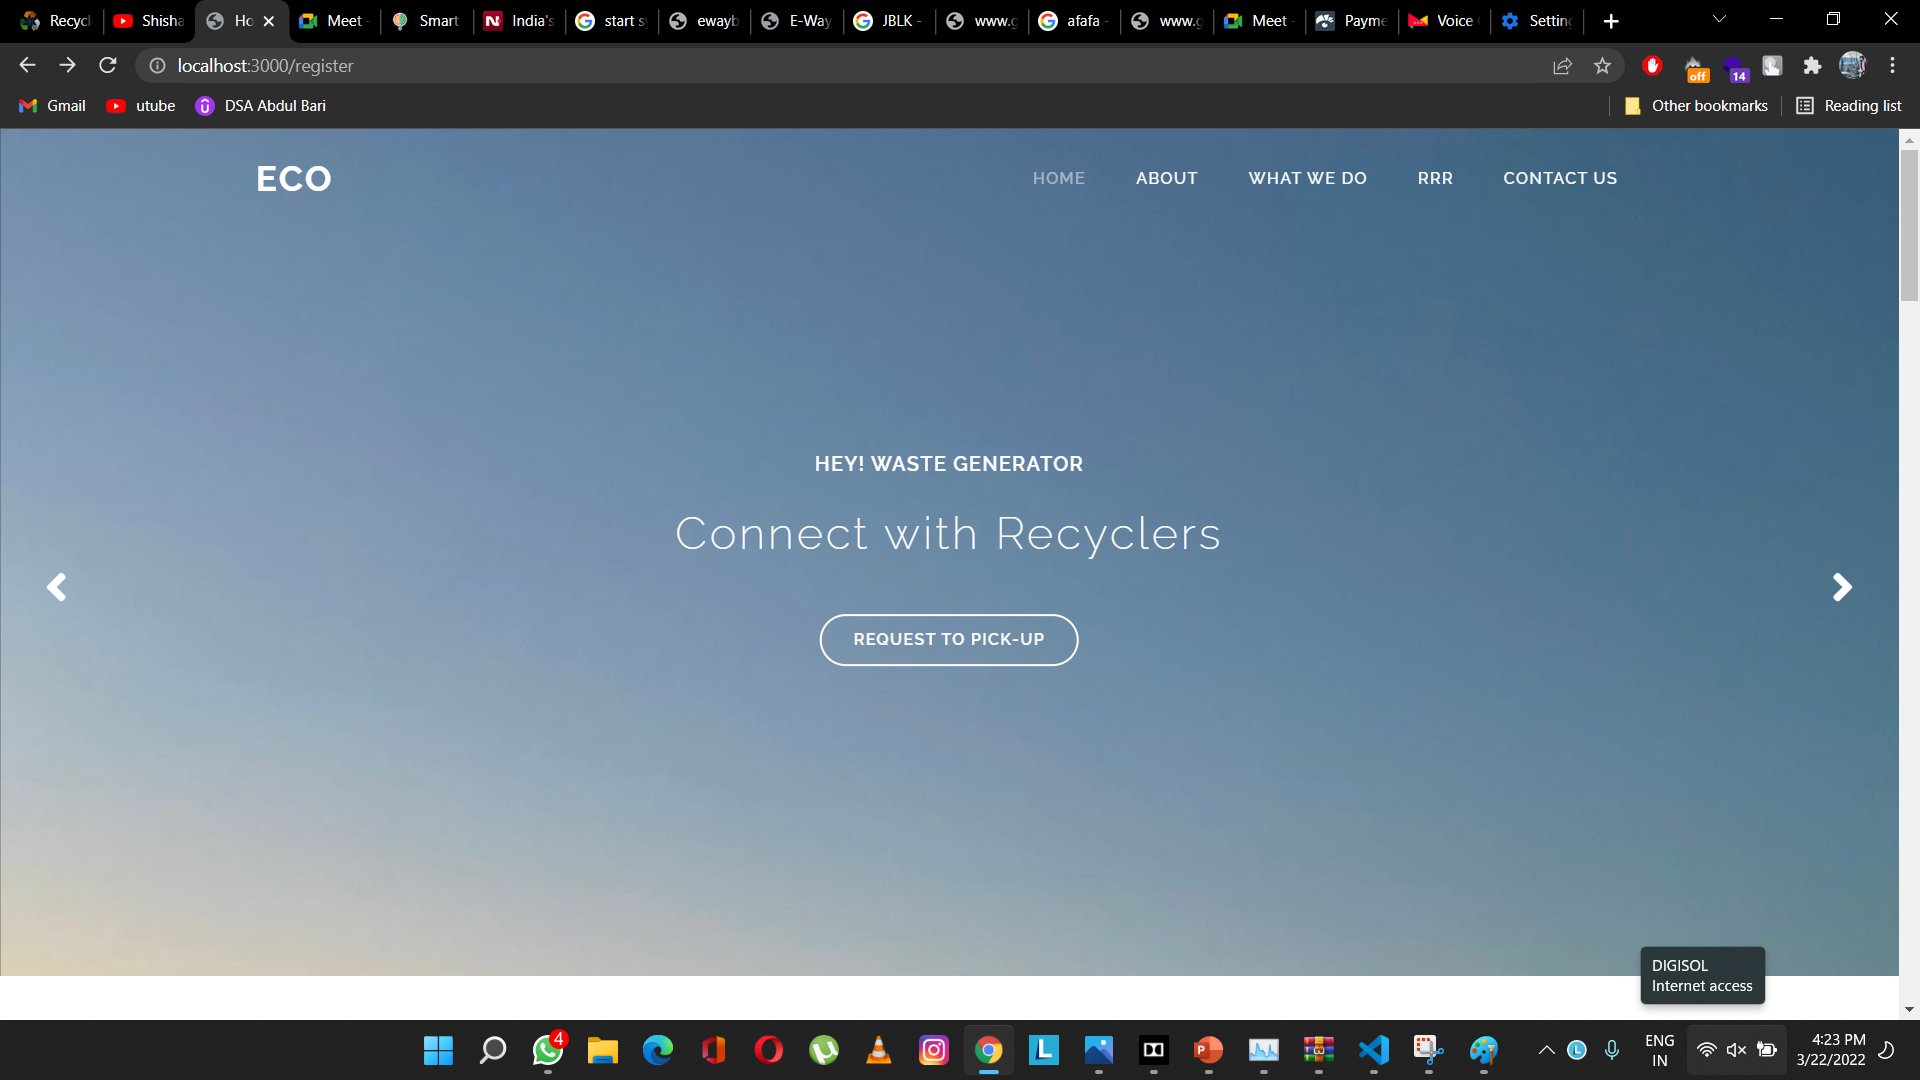 Recycl
Shisha
Ho
Meet -
Smart
India's
start sy
ewayb
E-Way
JBLK -
www.g
afafa -
www.g
Meet -
Payme
Voice
Setting
localhost:3000/register
off
14
Gmail
utube
DSA Abdul Bari
Other bookmarks
Reading list
ECO
HOME
ABOUT
WHAT WE DO
RRR
CONTACT US
HEY! WASTE GENERATOR
Connect with Recyclers
REQUEST TO PICK-UP
DIGISOL
Internet access
4
ENG
IN
4:23 PM
3/22/2022